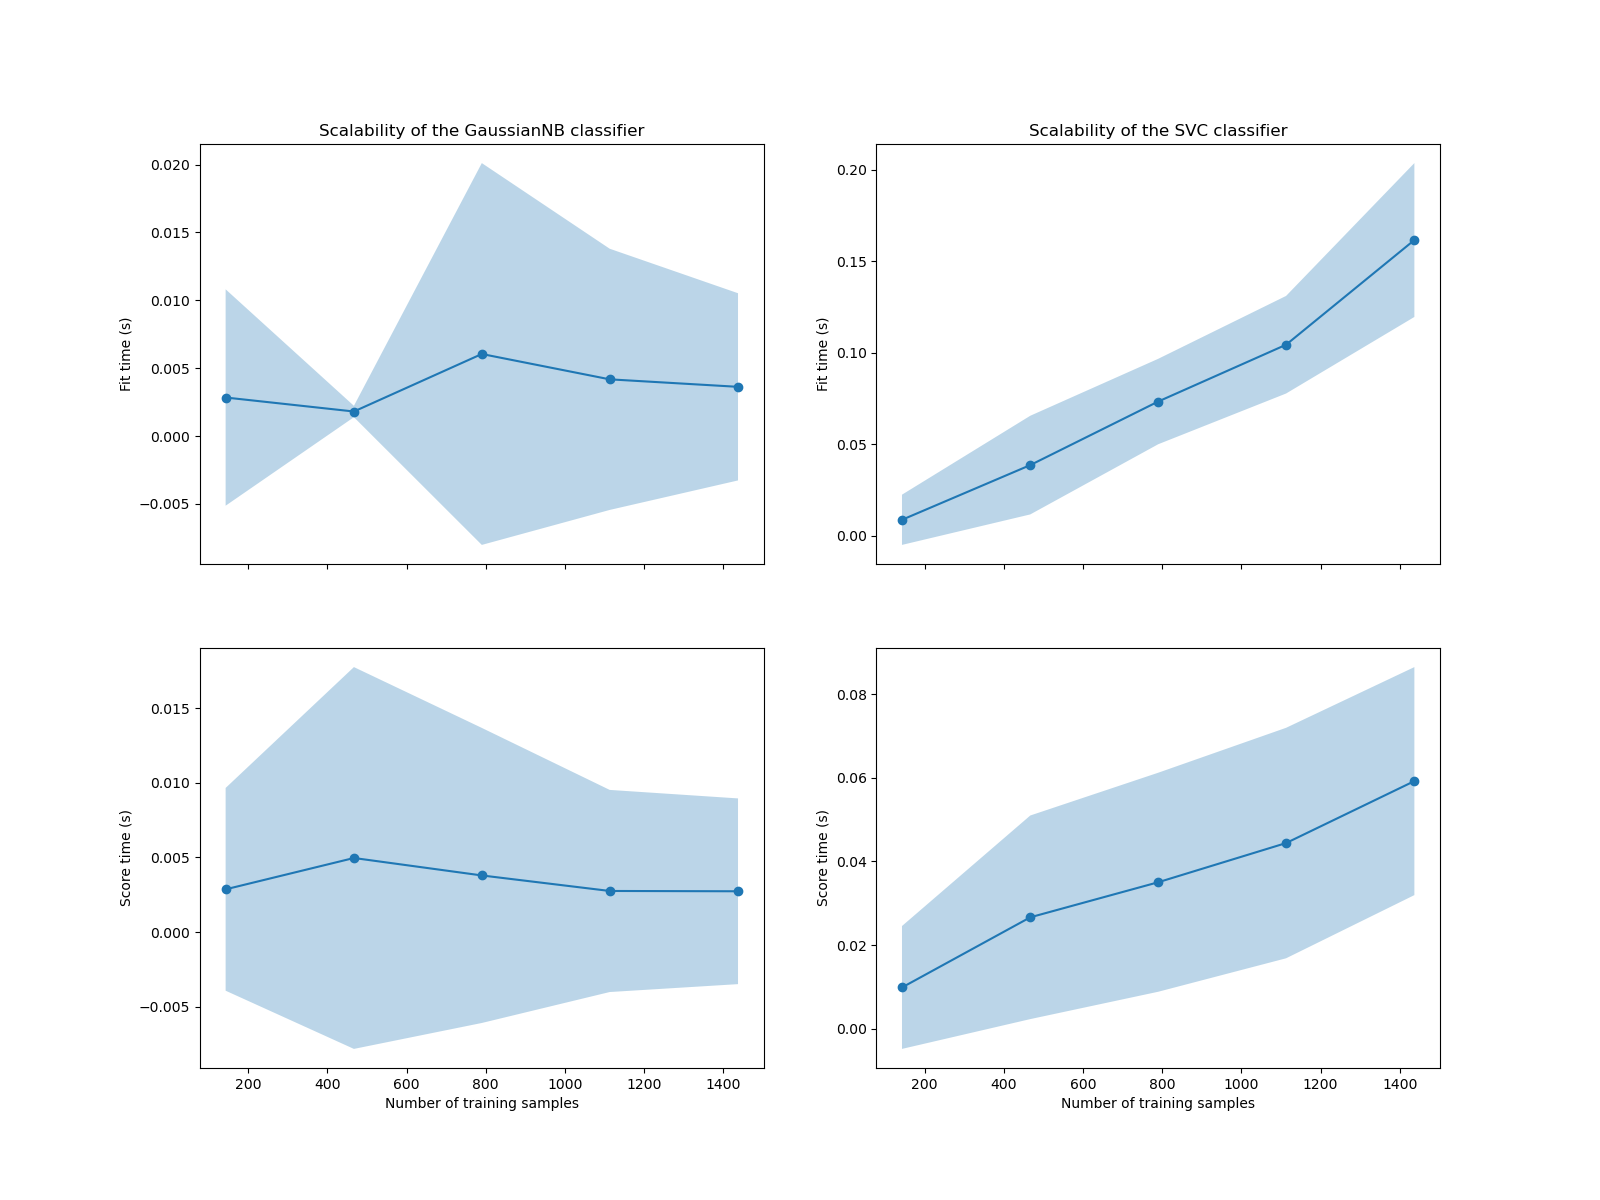 Scalability of the GaussianNB classifier
0.020
0.015
0.010
0.005
0.000
−0.005
Fit time (s)
Scalability of the SVC classifier
0.20
0.15
0.10
0.05
0.00
Fit time (s)
0.015
0.010
0.005
0.000
−0.005
Score time (s)
200 400 600 800 1000 1200 1400
Number of training samples
0.08
0.06
0.04
0.02
0.00
Score time (s)
200 400 600 800 1000 1200 1400
Number of training samples